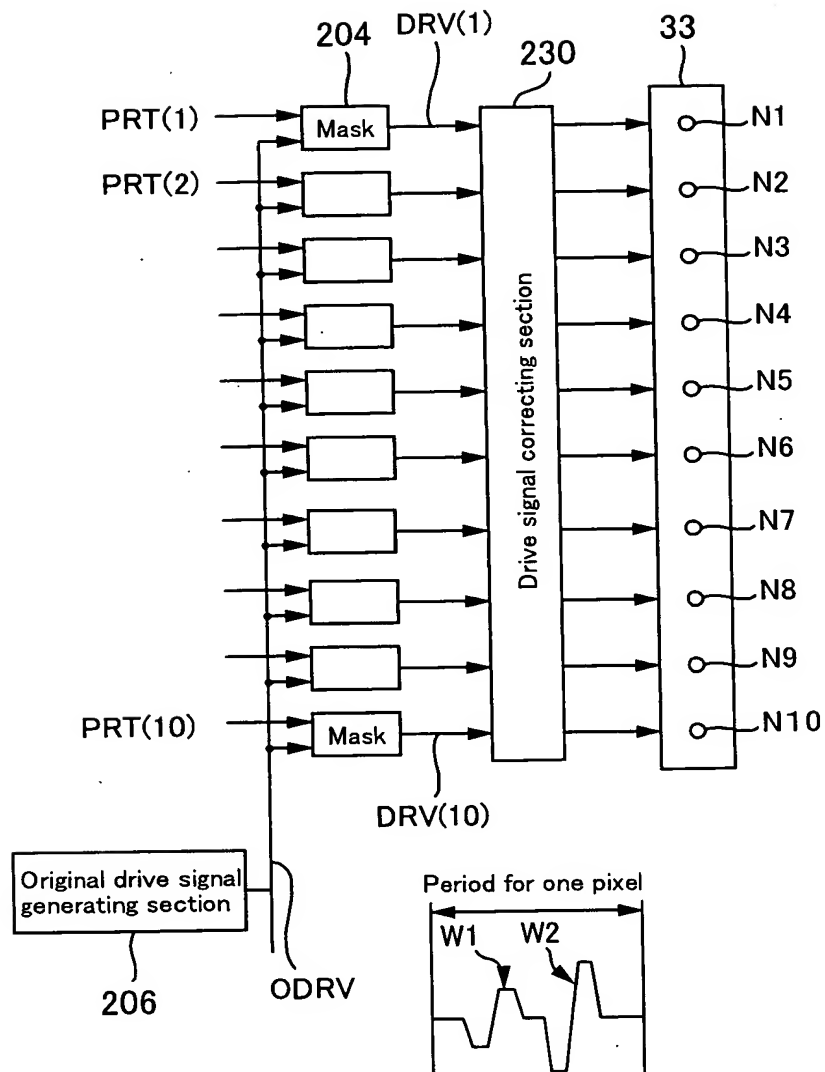 204
DRV(1)
230
33
PRT(1)
Mask
N1
PRT(2)
N2
N3
N4
Drive signal correcting section
N5
N6
N7
N8
N9
PRT(10)
Mask
N10
DRV(10)
Original drive signal
generating section
Period for one pixel
W1
W2
206
ODRV